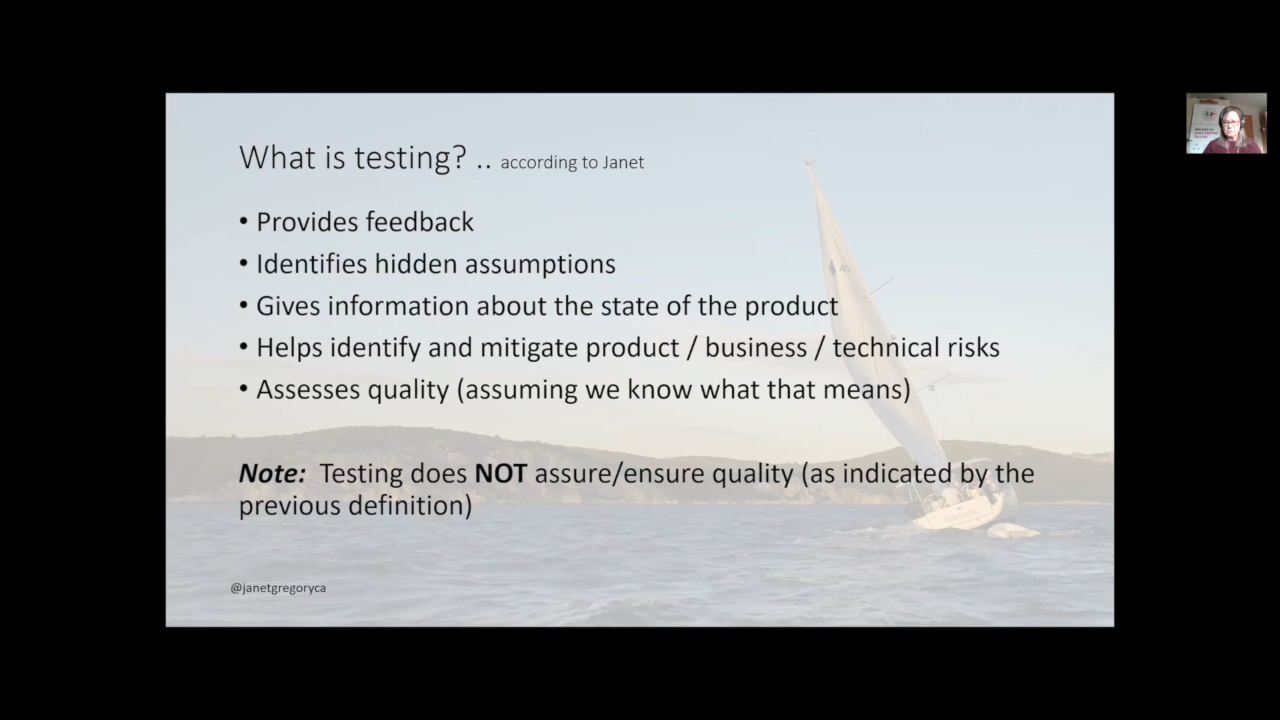 What is testing? .. according to Janet
• Provides feedback
• Identifies hidden assumptions
• Gives information about the state of the product
• Helps identify and mitigate product / business / technical risks
• Assesses quality (assuming we know what that means)
Note: Testing does NOT assure/ensure quality (as indicated by the
previous definition)
@janetgregoryca